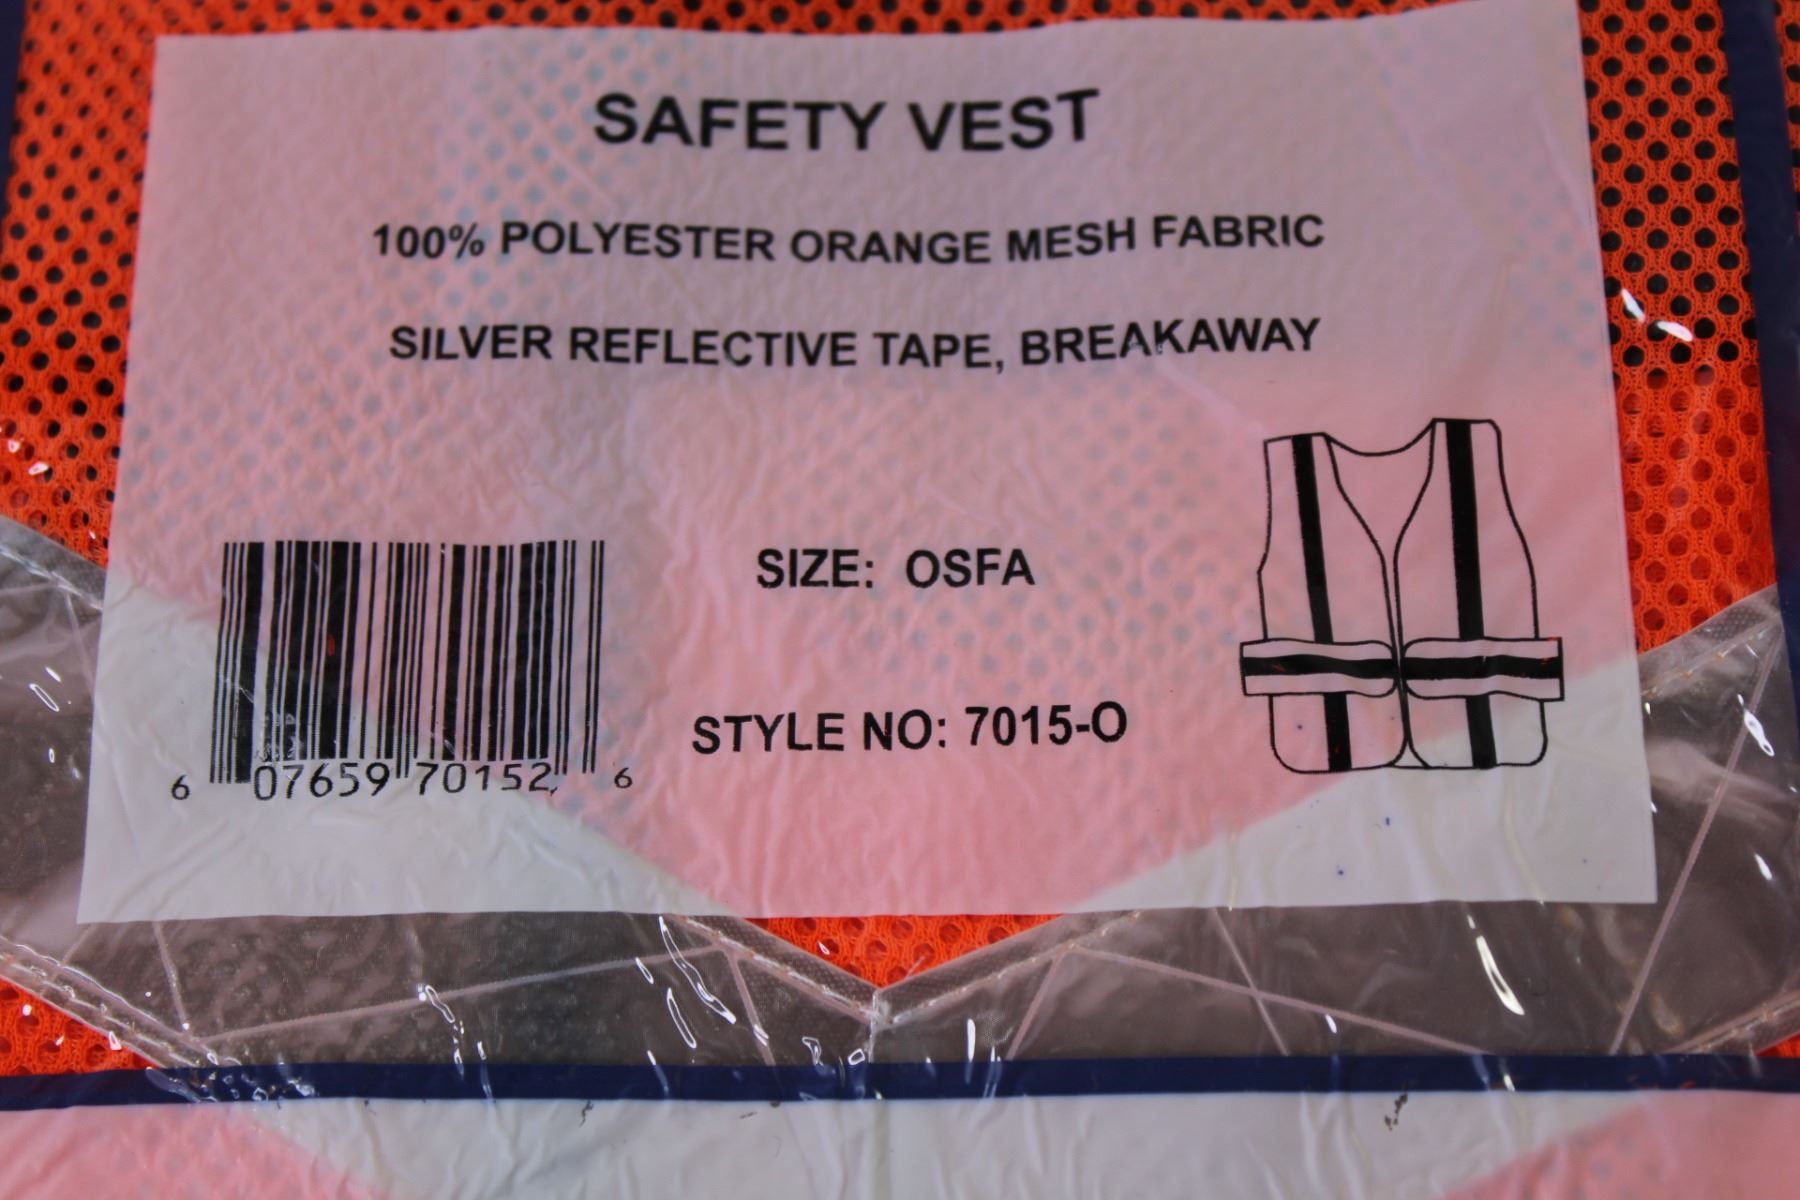 SAFETY VEST
100% POLYESTER ORANGE MESH FABRIC
SILVER REFLECTIVE TAPE, BREAKAWAY
SIZE: OSFA
STYLE NO: 7015-O
6 07659 70152 6